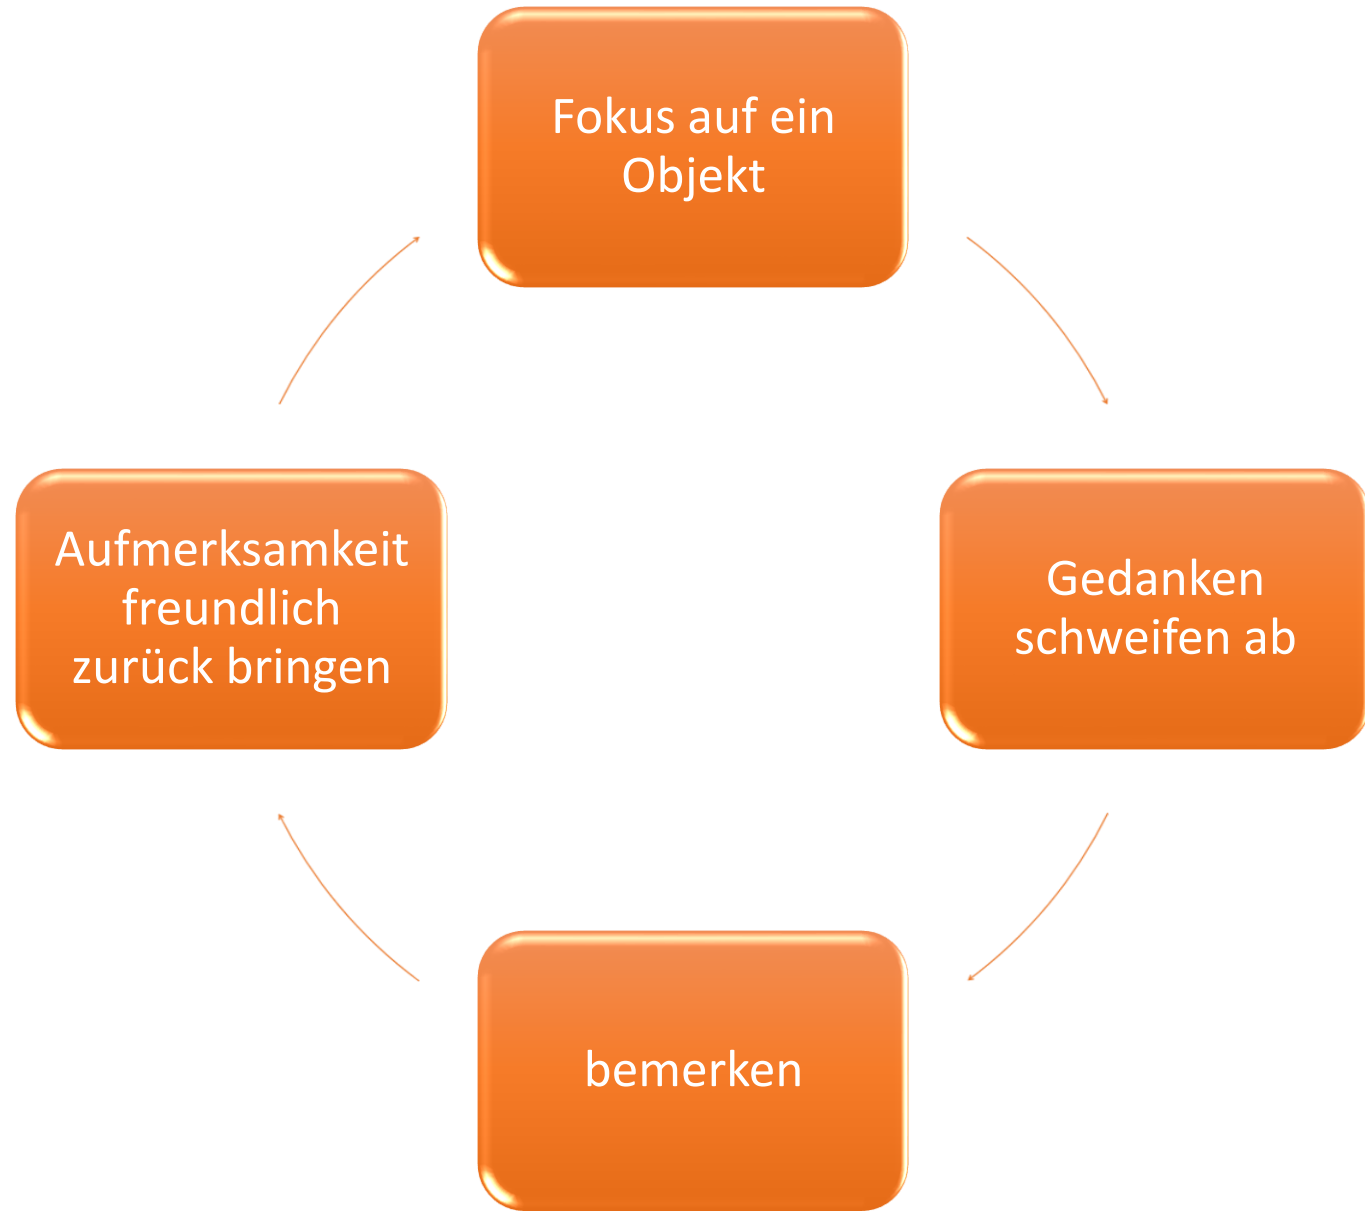 Fokus auf ein
Objekt
Gedanken
schweifen ab
bemerken
Aufmerksamkeit
freundlich
zurück bringen